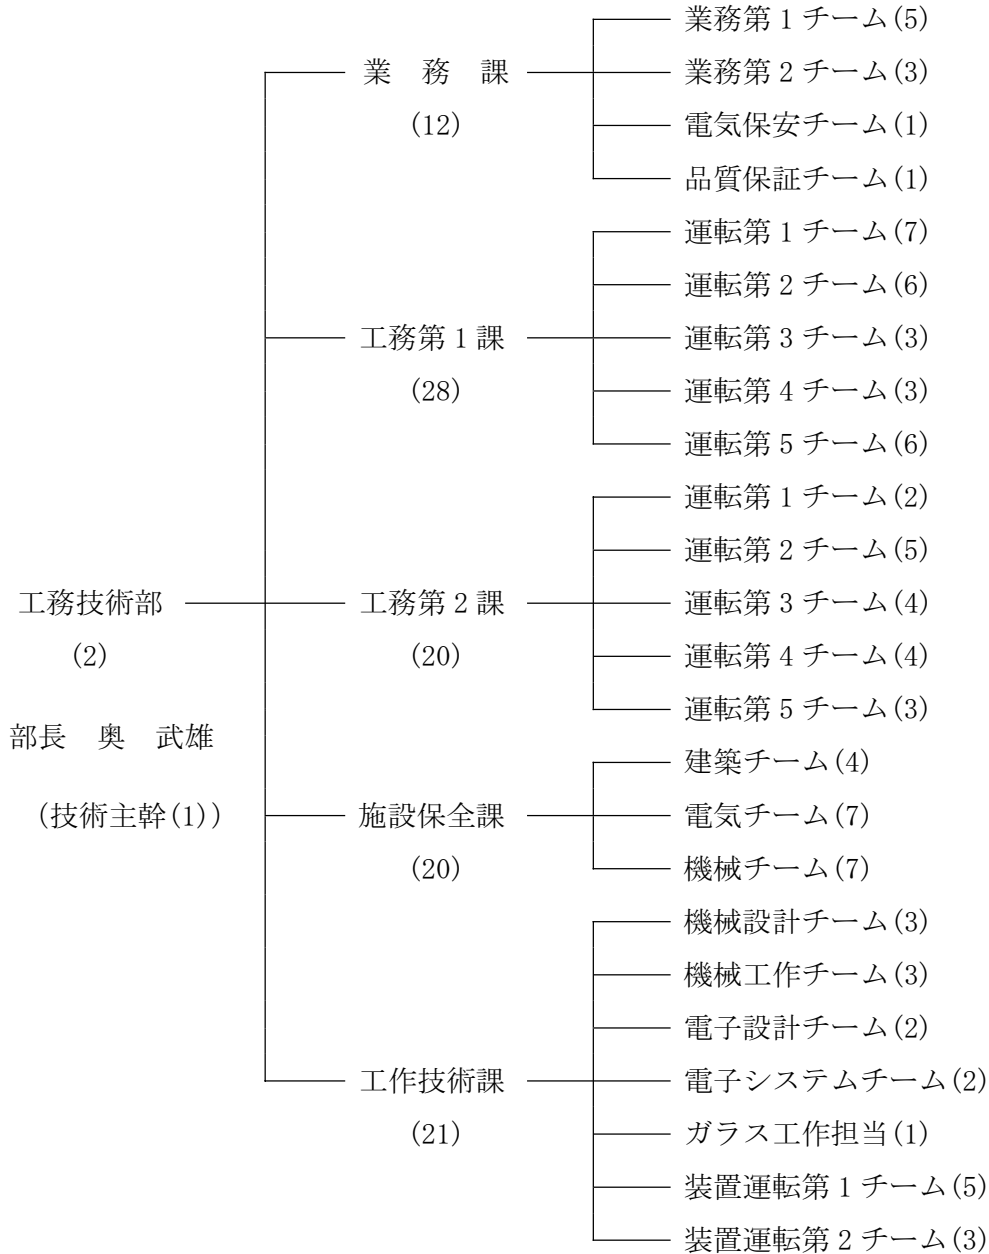 業務第1チーム(5)
業　務　課
業務第2チーム(3)
(12)
電気保安チーム(1)
品質保証チーム(1)
運転第1チーム(7)
運転第2チーム(6)
工務第1課
運転第3チーム(3)
(28)
運転第4チーム(3)
運転第5チーム(6)
運転第1チーム(2)
運転第2チーム(5)
工務技術部
工務第2課
運転第3チーム(4)
(2)
(20)
運転第4チーム(4)
運転第5チーム(3)
部長　奥　武雄
建築チーム(4)
(技術主幹(1))
施設保全課
電気チーム(7)
(20)
機械チーム(7)
機械設計チーム(3)
機械工作チーム(3)
電子設計チーム(2)
工作技術課
電子システムチーム(2)
(21)
ガラス工作担当(1)
装置運転第1チーム(5)
装置運転第2チーム(3)